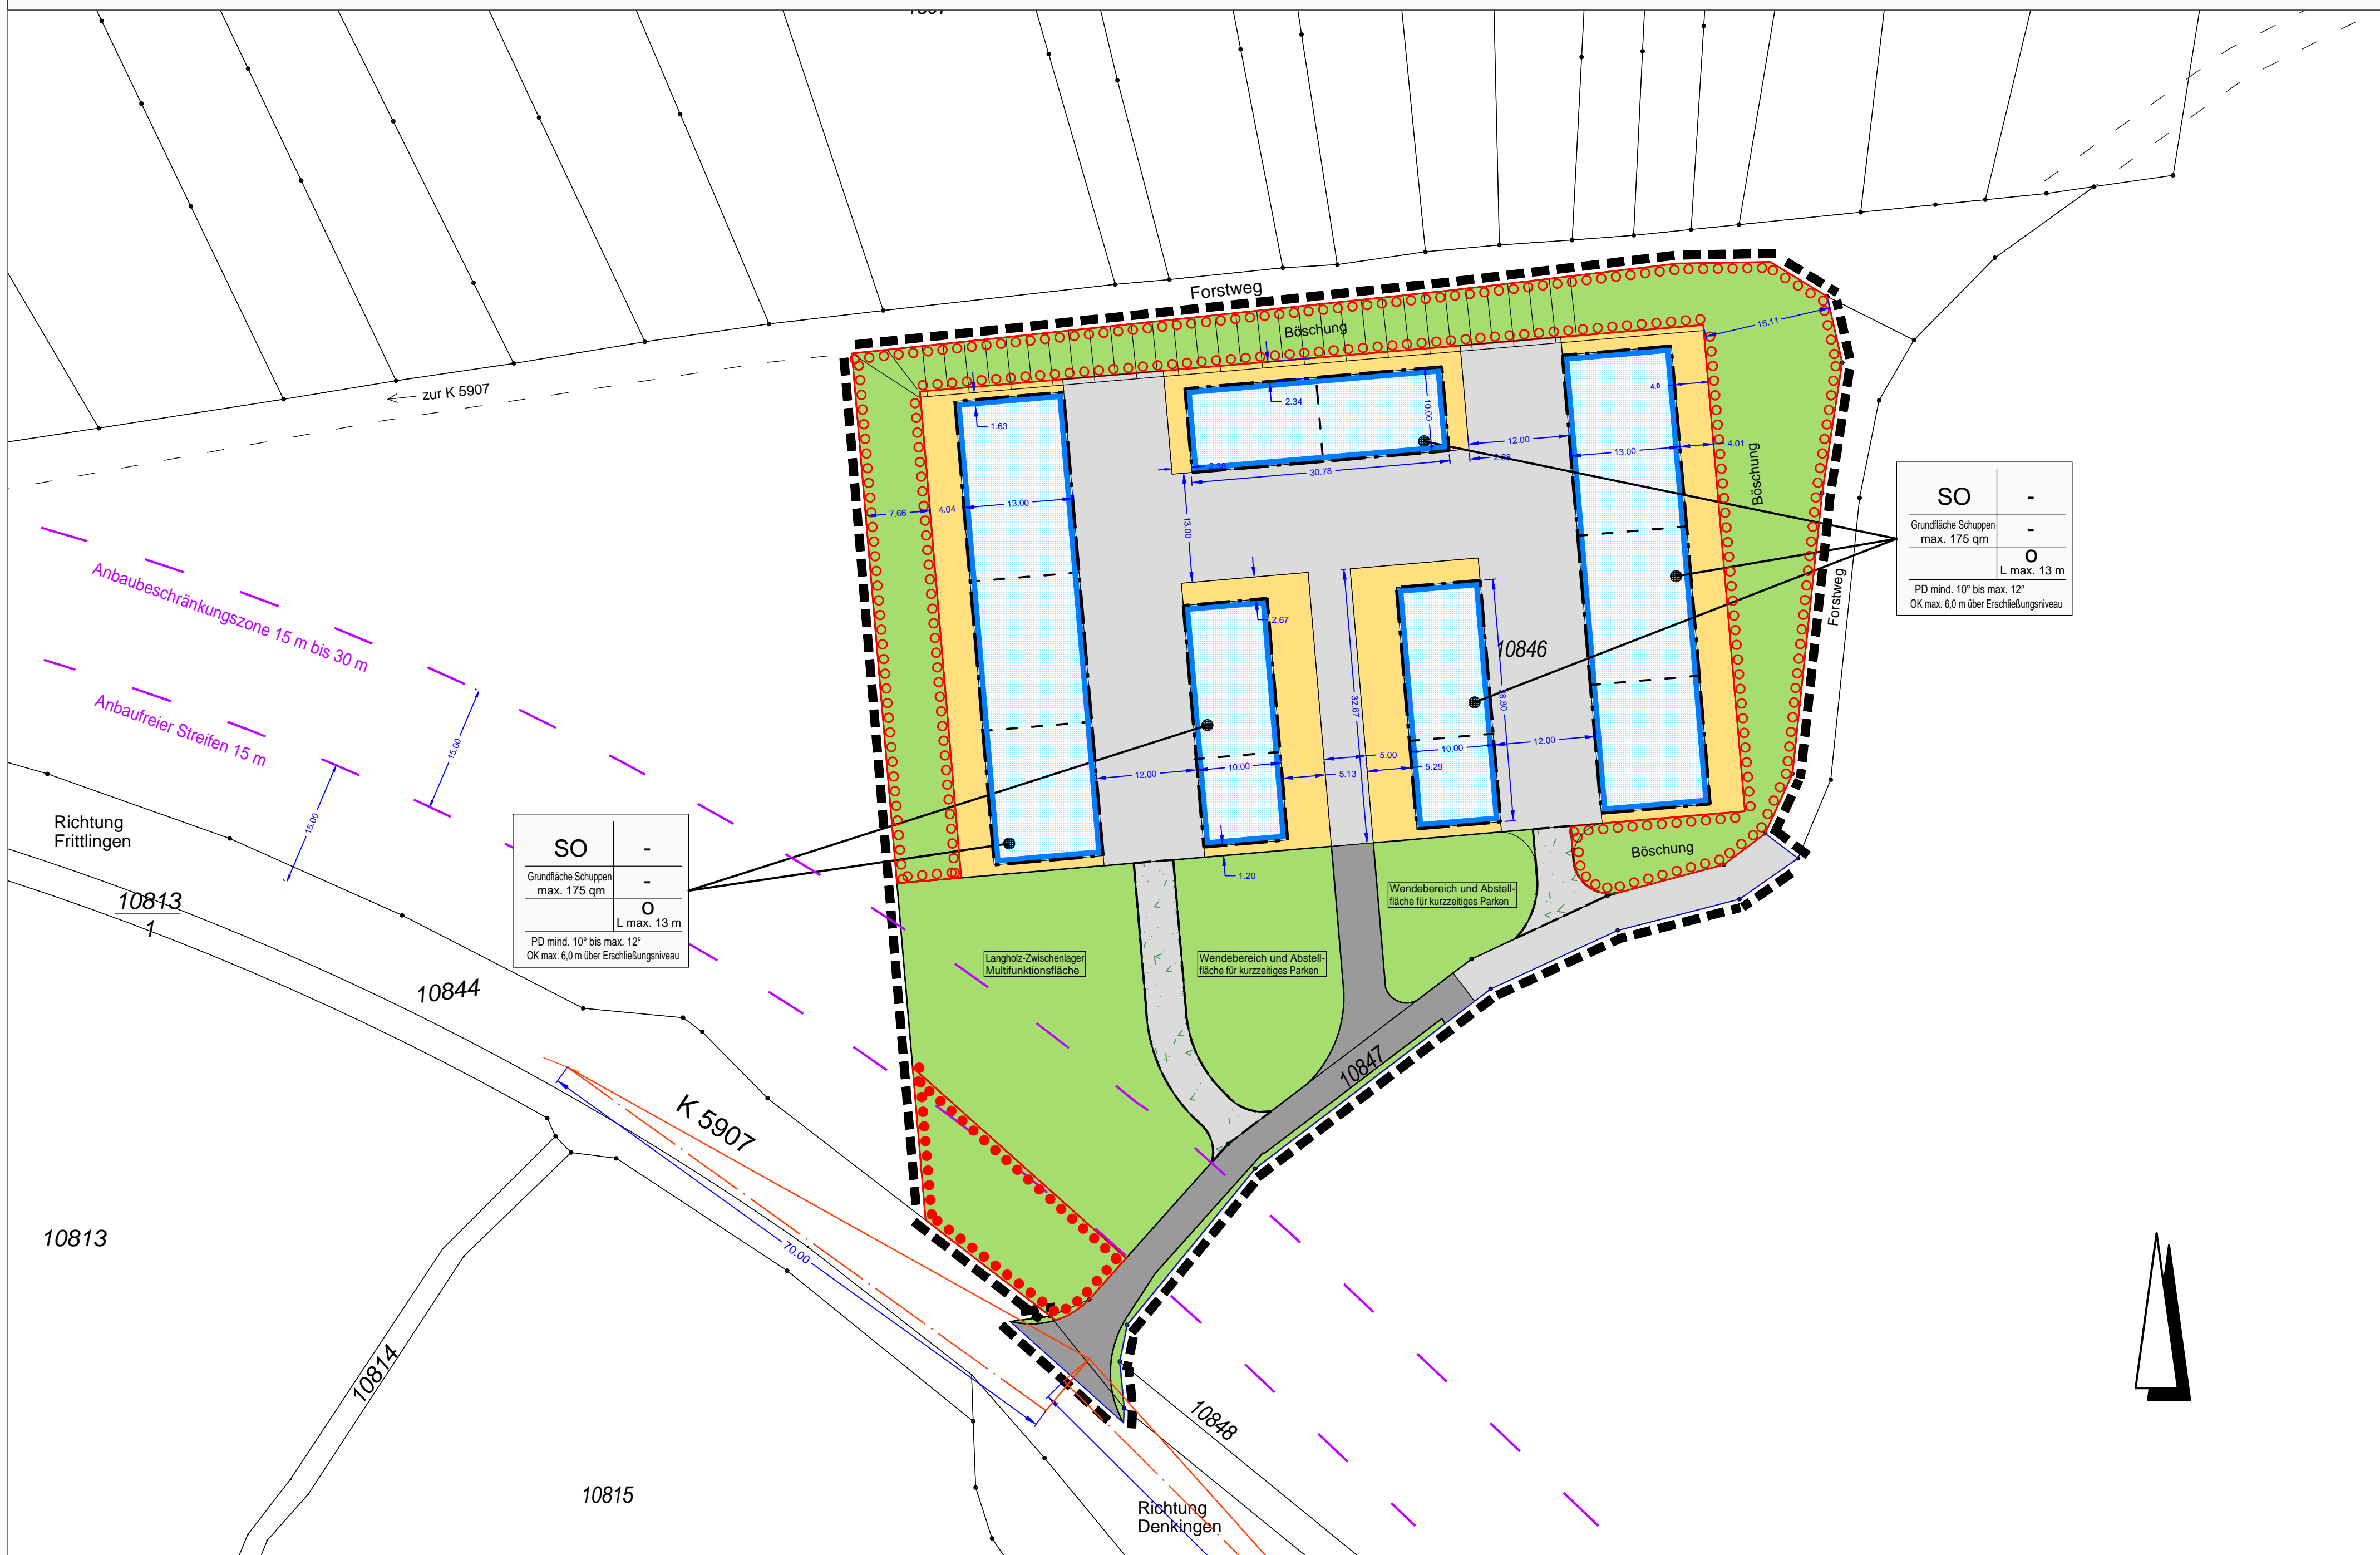 Forstweg
Böschung
15.11
zur K 5907
1.63
2.34
10.00
12.00
4.0
4.01
13.00
2.38
2.38
30.78
7.66
4.04
13.00
13.00
Böschung
Forstweg
SO
-
Grundfläche Schuppen
max. 175 qm
-
O
L max. 13 m
PD mind. 10° bis max. 12°
OK max. 6,0 m über Erschließungsniveau
Anbaubeschränkungszone 15 m bis 30 m
Anbaufreier Streifen 15 m
15.00
15.00
2.67
10846
32.67
12.00
10.00
5.13
5.00
5.29
10.00
12.00
1.20
Böschung
Richtung
Frittlingen
10813
1
SO
-
Grundfläche Schuppen
max. 175 qm
-
O
L max. 13 m
PD mind. 10° bis max. 12°
OK max. 6,0 m über Erschließungsniveau
Wendebereich und Abstell-
fläche für kurzzeitiges Parken
Langholz-Zwischenlager
Multifunktionsfläche
Wendebereich und Abstell-
fläche für kurzzeitiges Parken
10844
10847
K 5907
10813
70.00
10814
10848
10815
Richtung
Denkingen